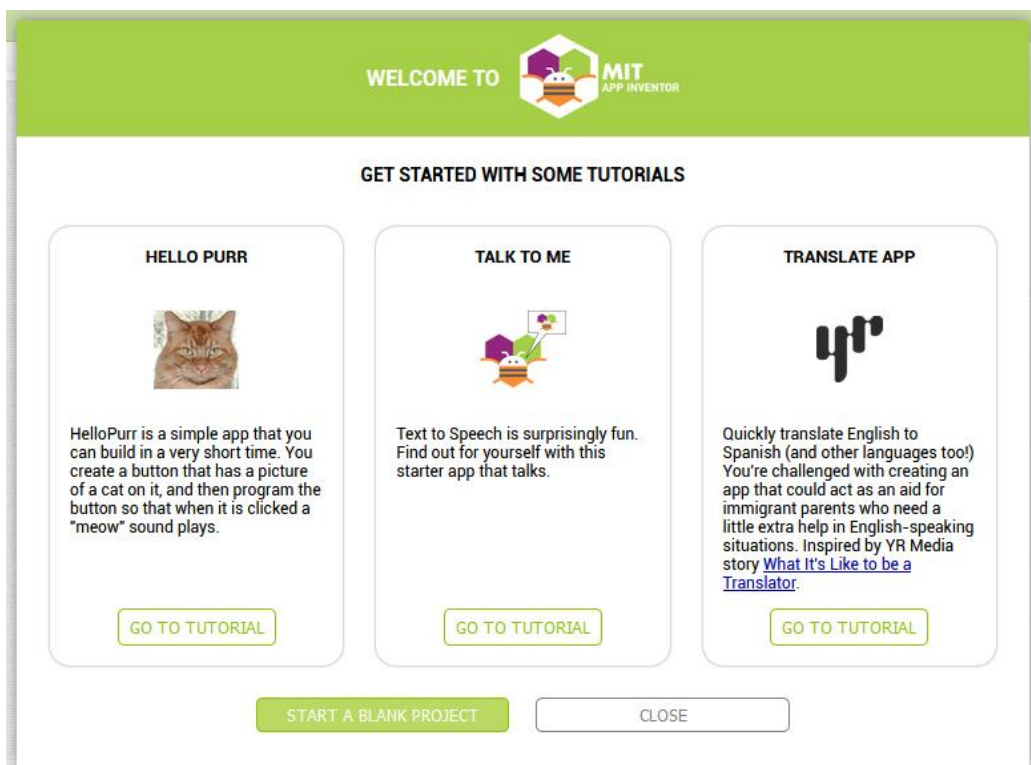 WELCOME TO
MIT
APP INVENTOR
GET STARTED WITH SOME TUTORIALS
HELLO PURR
HelloPurr is a simple app that you
can build in a very short time. You
create a button that has a picture
of a cat on it, and then program the
button so that when it is clicked a
"meow" sound plays.
GO TO TUTORIAL
TALK TO ME
Text to Speech is surprisingly fun.
Find out for yourself with this
starter app that talks.
GO TO TUTORIAL
TRANSLATE APP
yr
Quickly translate English to
Spanish (and other languages too!)
You're challenged with creating an
app that could act as an aid for
immigrant parents who need a
little extra help in English-speaking
situations. Inspired by YR Media
story What It's Like to be a
Translator.
GO TO TUTORIAL
START A BLANK PROJECT
CLOSE